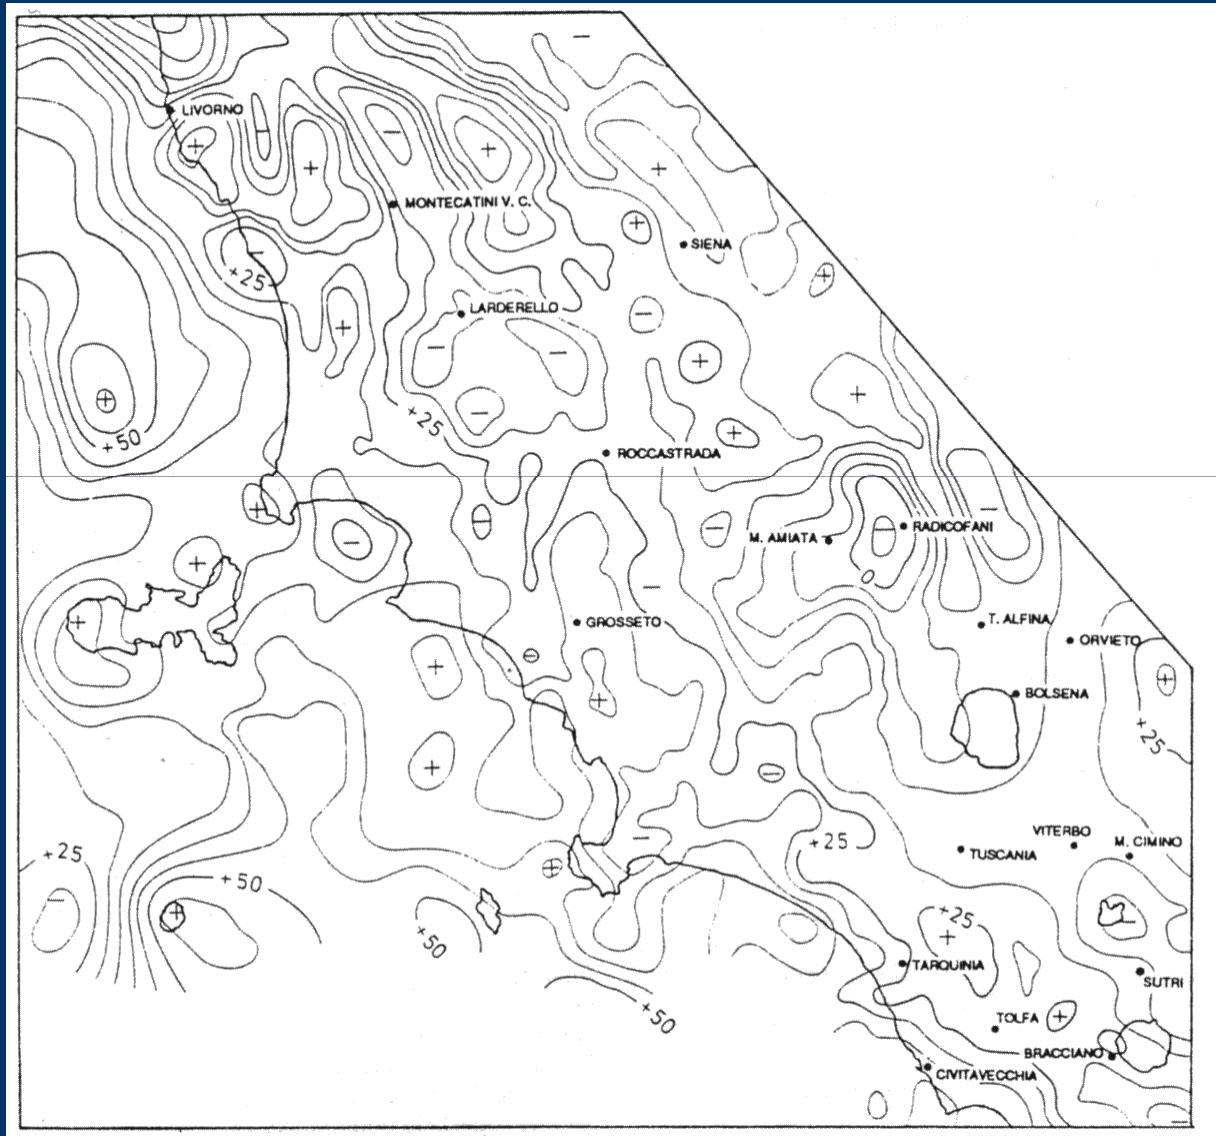 LIVORNO
MONTECATINI V. C.
SIENA
+25
LARDERELLO
+25
+50
ROCCASTRADA
RADICOFANI
M. AMIATA
0
T. ALFINA
GROSSETO
ORVIETO
BOLSENA
+25
VITERBO
M. CIMINO
+25
+25
TUSCANIA
+50
+25
+50
TARQUINIA
SUTRI
+50
TOLFA
BRACCIANO
CIVITAVECCHIA